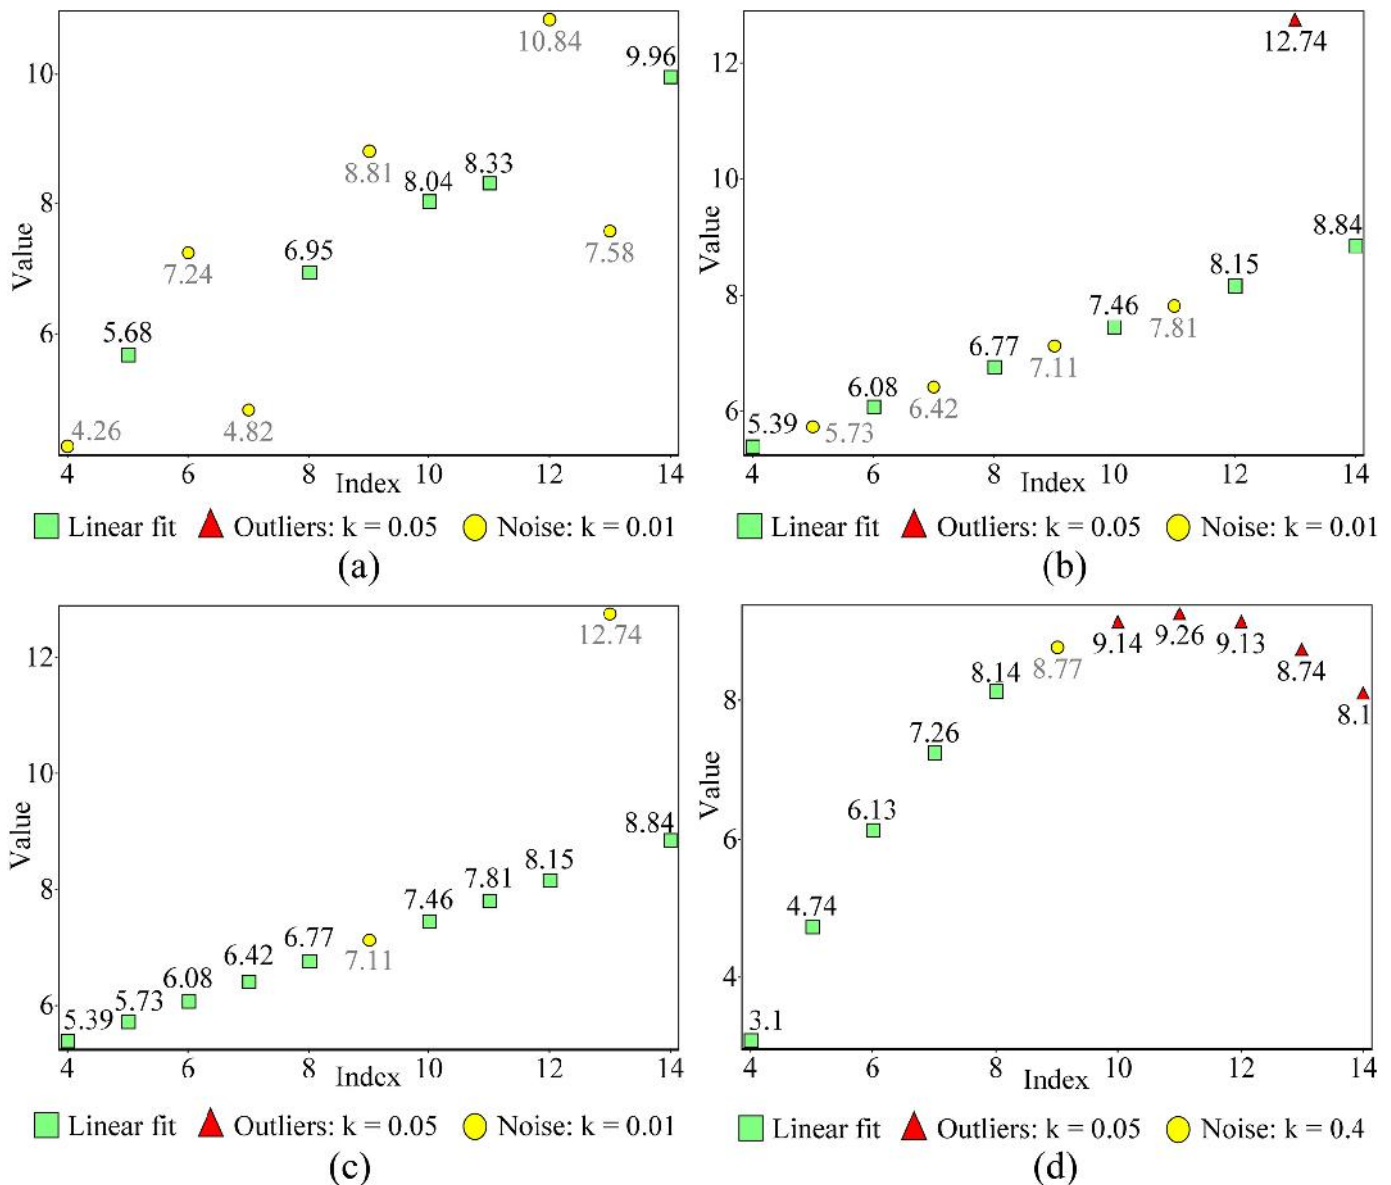 10.84
9.96
10
8.81
8.33
8.04
8
7.24
6.95
7.58
6
5.68
4.82
4.26
Value
4 6 8 10 12 14
Index
Linear fit Outliers: k = 0.05 Noise: k = 0.01
(a)
12.74
12
10
8.84
8.15
8
7.46
7.81
6.77
7.11
6.08
6.42
6
5.39
5.73
Value
4 6 8 10 12 14
Index
Linear fit Outliers: k = 0.05 Noise: k = 0.01
(b)
12.74
12
10
8.84
8.15
8
7.81
7.46
6.77
7.11
6.42
6.08
6
5.73
5.39
Value
4 6 8 10 12 14
Index
Linear fit Outliers: k = 0.05 Noise: k = 0.01
(c)
9.14
9.26
9.13
8.74
8.77
8.14
8.1
8
7.26
6.13
6
4.74
4
3.1
Value
4 6 8 10 12 14
Index
Linear fit Outliers: k = 0.05 Noise: k = 0.4
(d)